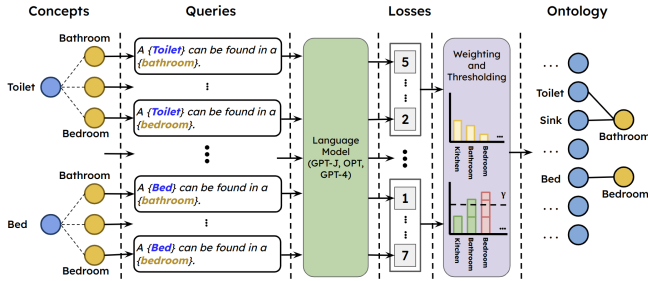 Concepts
Queries
Losses
Ontology
Bathroom
Toilet
Bedroom
Bathroom
Bed
Bedroom
A {Toilet} can be found in a
{bathroom}.
A {Toilet} can be found in a
{bedroom}.
A {Bed} can be found in a
{bathroom}.
A {Bed} can be found in a
{bedroom}.
Language
Model
(GPT-J, OPT,
GPT-4)
5
2
1
7
Weighting
and
Thresholding
Kitchen
Bathroom
Bedroom
...
γ
Kitchen
Bathroom
Bedroom
...
...
Toilet
Sink
Bathroom
...
Bed
Bedroom
...
...